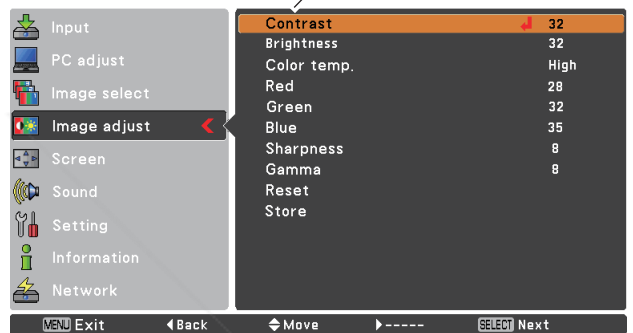 Input
PC adjust
Image select
Image adjust
Screen
Sound
Setting
Information
Network
Contrast 32
Brightness 32
Color temp. High
Red 28
Green 32
Blue 35
Sharpness 8
Gamma 8
Reset
Store
MENU Exit Back Move ----- SELECT Next